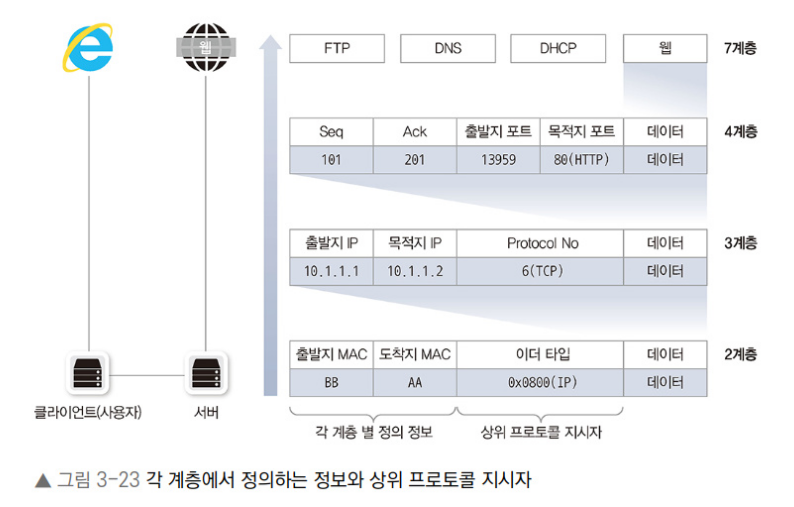 웹
FTP DNS DHCP 웹 7계층
Seq Ack 출발지 포트 목적지 포트 데이터 4계층
101 201 13959 80(HTTP) 데이터
출발지 IP 목적지 IP Protocol No 데이터 3계층
10.1.1.1 10.1.1.2 6(TCP) 데이터
출발지 MAC 도착지 MAC 이더 타입 데이터 2계층
BB AA 0x0800(IP) 데이터
클라이언트(사용자) 서버
각 계층 별 정의 정보 상위 프로토콜 지시자
▲ 그림 3-23 각 계층에서 정의하는 정보와 상위 프로토콜 지시자